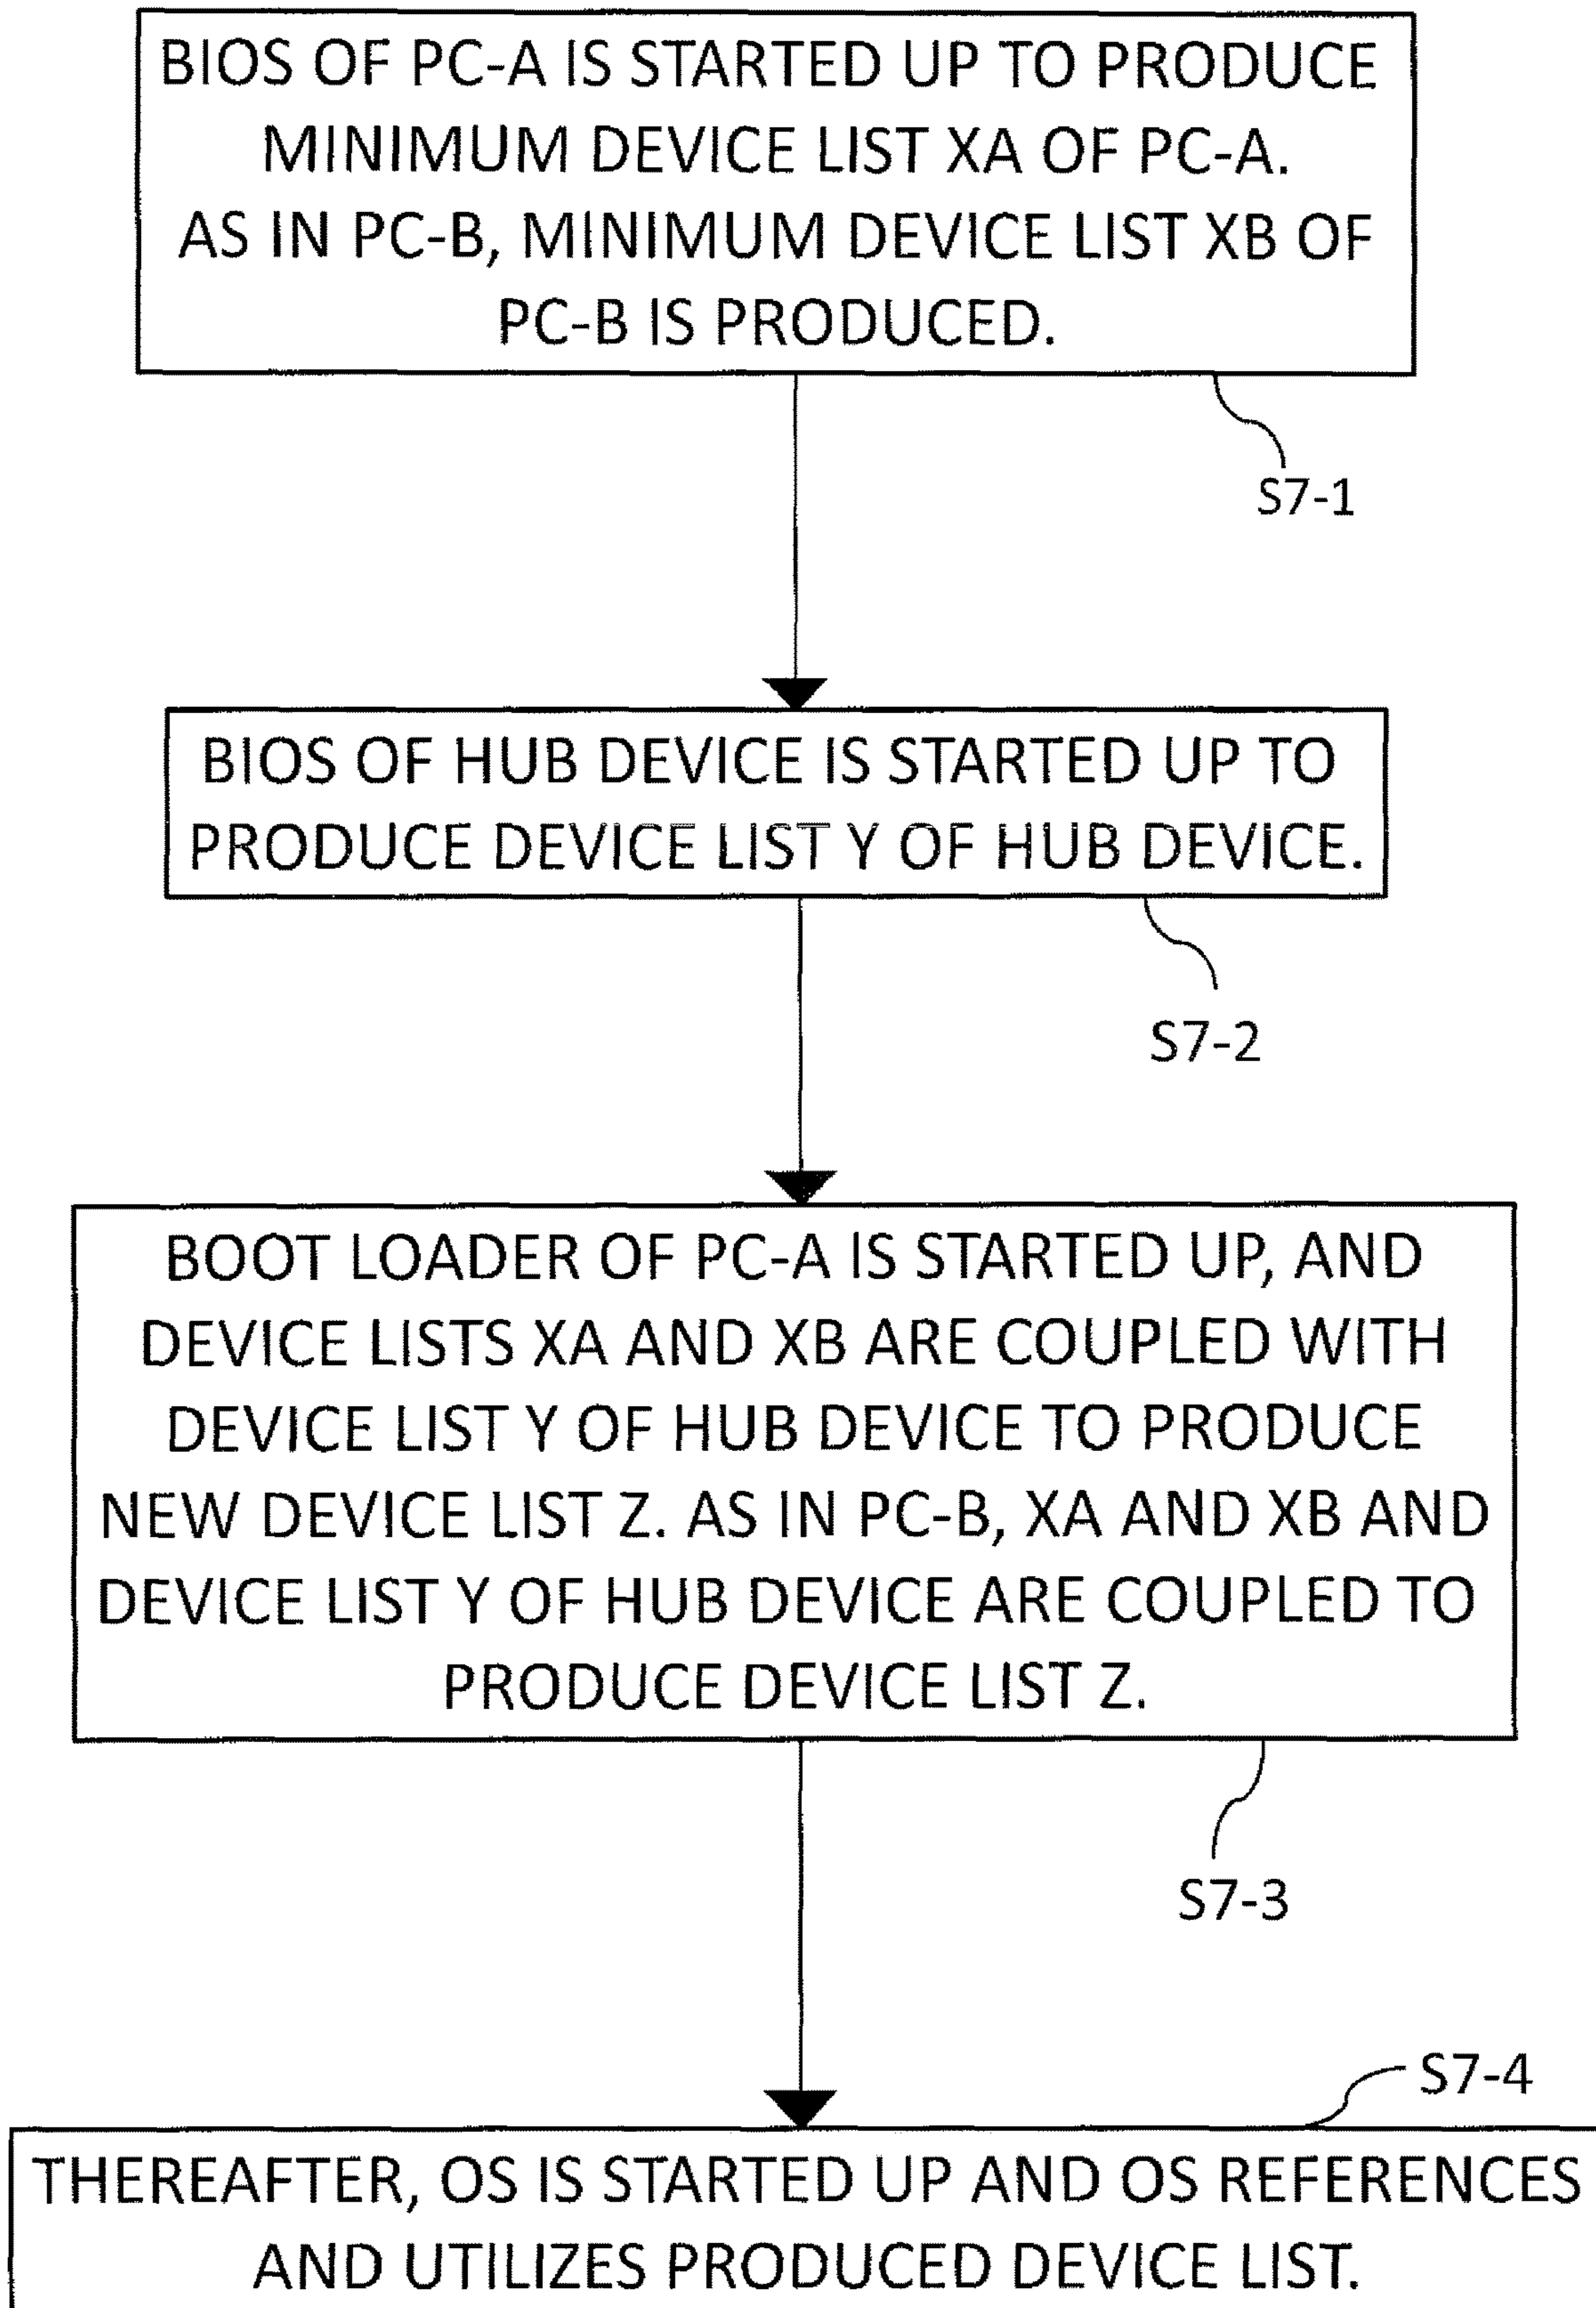 BIOS OF PC-A IS STARTED UP TO PRODUCE
MINIMUM DEVICE LIST XA OF PC-A.
AS IN PC-B, MINIMUM DEVICE LIST XB OF
PC-B IS PRODUCED.
S7-1
BIOS OF HUB DEVICE IS STARTED UP TO
PRODUCE DEVICE LIST Y OF HUB DEVICE.
S7-2
BOOT LOADER OF PC-A IS STARTED UP, AND
DEVICE LISTS XA AND XB ARE COUPLED WITH
DEVICE LIST Y OF HUB DEVICE TO PRODUCE
NEW DEVICE LIST Z. AS IN PC-B, XA AND XB AND
DEVICE LIST Y OF HUB DEVICE ARE COUPLED TO
PRODUCE DEVICE LIST Z.
S7-3
S7-4
THEREAFTER, OS IS STARTED UP AND OS REFERENCES
AND UTILIZES PRODUCED DEVICE LIST.